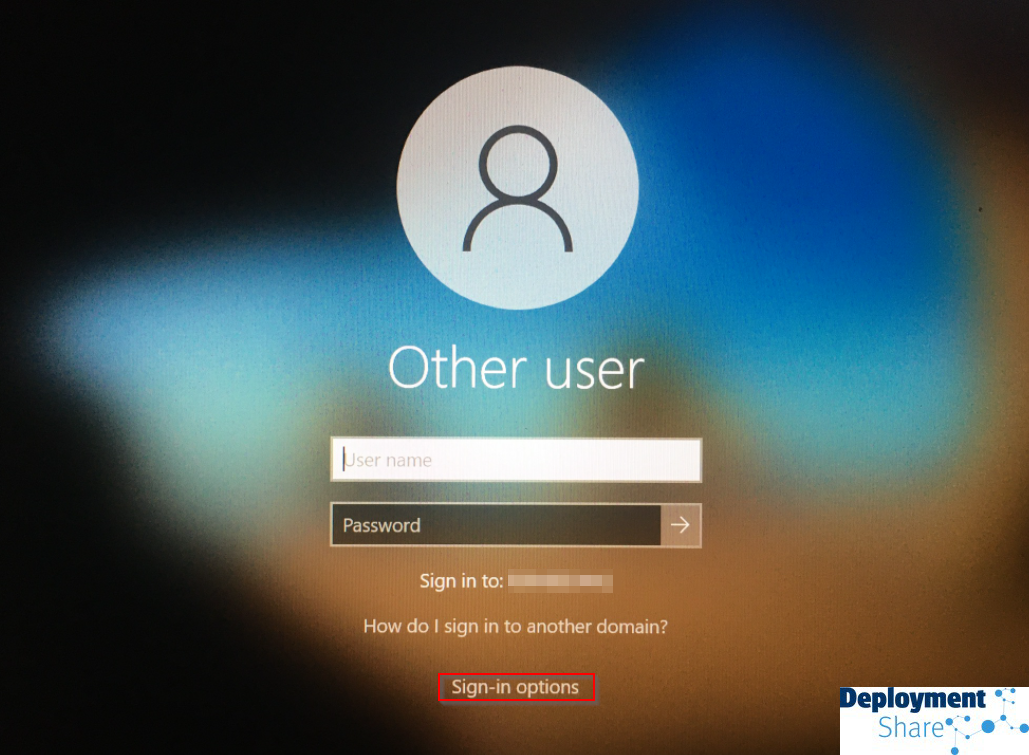 Other user
User name
Password
Sign in to:
How do I sign in to another domain?
Sign-in options
Deployment
Share